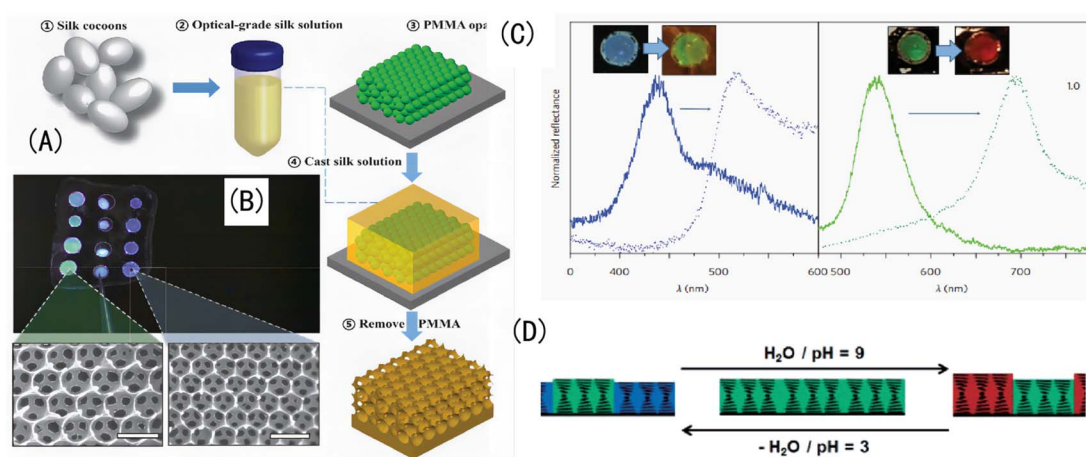 ① Silk cocoons
② Optical-grade silk solution
③ PMMA opa
(A)
④ Cast silk solution
(B)
⑤ Remove PMMA
(C)
Normalized reflectance
1.0
0 400 500 600 500 600 700
λ (nm)
λ (nm)
(D)
H₂O / pH = 9
- H₂O / pH = 3